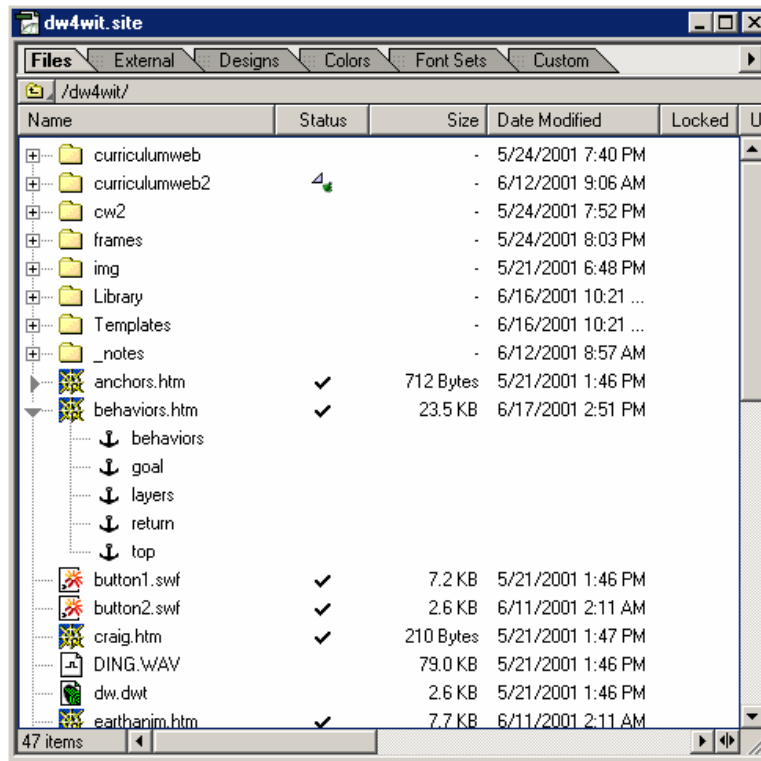 dw4wit.site
Files External Designs Colors Font Sets Custom
/dw4wit/
Name Status Size Date Modified Locked U
curriculumweb - 5/24/2001 7:40 PM
curiculumweb2 - 6/12/2001 9:06 AM
cw2 - 5/24/2001 7:52 PM
frames - 5/24/2001 8:03 PM
img - 5/21/2001 6:48 PM
Library - 6/16/2001 10:21 ...
Templates - 6/16/2001 10:21 ...
_notes - 6/12/2001 8:57 AM
anchors.htm 712 Bytes 5/21/2001 1:46 PM
behaviors.htm 23.5 KB 6/17/2001 2:51 PM
behaviors
goal
layers
return
top
button1.swf 7.2 KB 5/21/2001 1:46 PM
button2.swf 2.6 KB 6/11/2001 2:11 AM
craig.htm 210 Bytes 5/21/2001 1:47 PM
DING.WAV 79.0 KB 5/21/2001 1:46 PM
dw.dwt 2.6 KB 5/21/2001 1:46 PM
earthanim.htm 7.7 KB 6/11/2001 2:11 AM
47 items